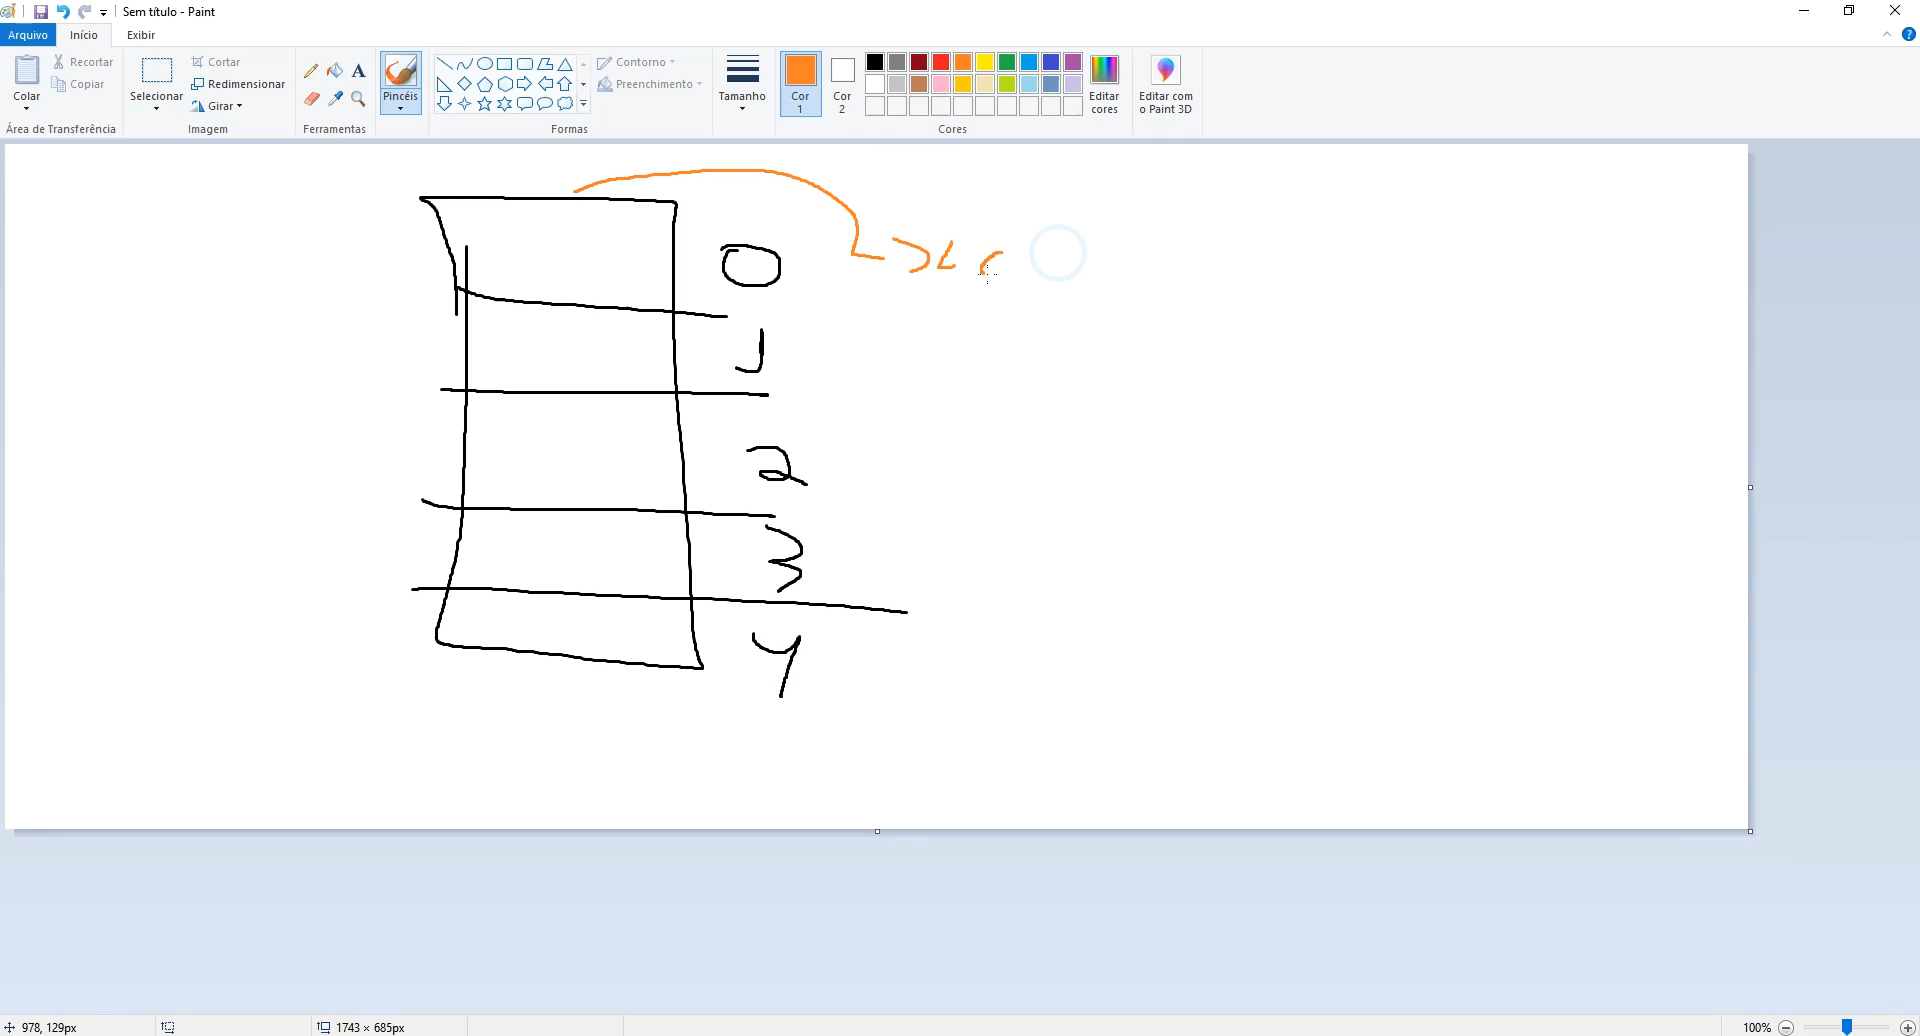 Sem título - Paint
Arquivo Início Exibir
Colar
Recortar
Copiar
Área de Transferência
Selecionar
Cortar
Redimensionar
Girar
Imagem
Ferramentas
Pincéis
Contorno
Preenchimento
Formas
Tamanho
Cor 1
Cor 2
Editar cores
Cores
Editar com o Paint 3D
0
1
2
3
4
978, 129px
1743 × 685px
100%